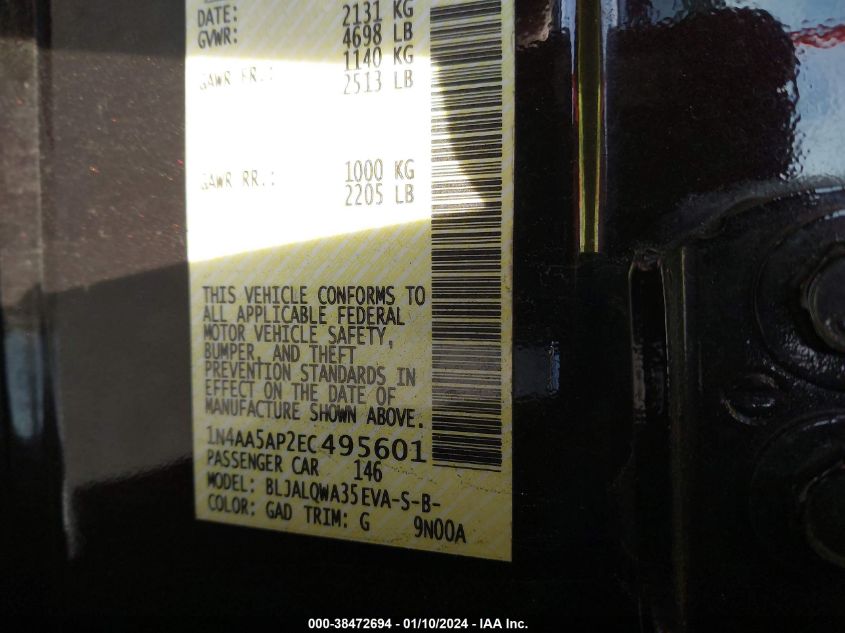 DATE: 2131 KG
GVWR: 4698 LB
1140 KG
GAWR FR.: 2513 LB
1000 KG
GAWR RR.: 2205 LB
THIS VEHICLE CONFORMS TO
ALL APPLICABLE FEDERAL
MOTOR VEHICLE SAFETY,
BUMPER, AND THEFT
PREVENTION STANDARDS IN
EFFECT ON THE DATE OF
MANUFACTURE SHOWN ABOVE.
1N4AA5AP2EC495601
PASSENGER CAR 146
MODEL: BLJALQWA35EVA-S-B-
COLOR: GAD TRIM: G 9N00A
000-38472694 - 01/10/2024 - IAA Inc.